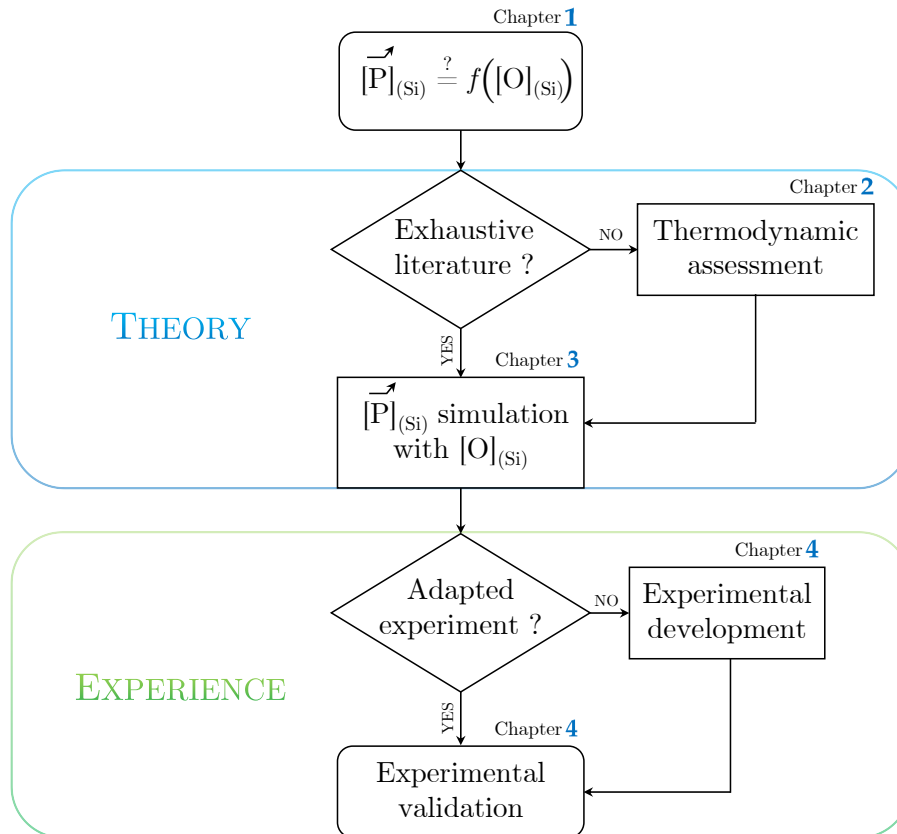 Chapter 1
[P](Si) ?= f([O](Si))
Chapter 2
Exhaustive
literature ?
NO
Thermodynamic
assessment
THEORY
YES
Chapter 3
[P](Si) simulation
with [O](Si)
Chapter 4
Adapted
experiment ?
NO
Experimental
development
EXPERIENCE
YES
Chapter 4
Experimental
validation